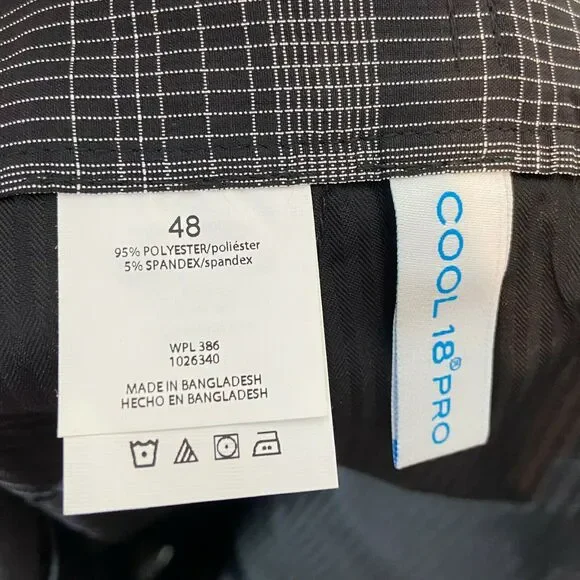 48
95% POLYESTER/poliéster
5% SPANDEX/spandex
WPL 386
1026340
MADE IN BANGLADESH
HECHO EN BANGLADESH
COOL 18® PRO